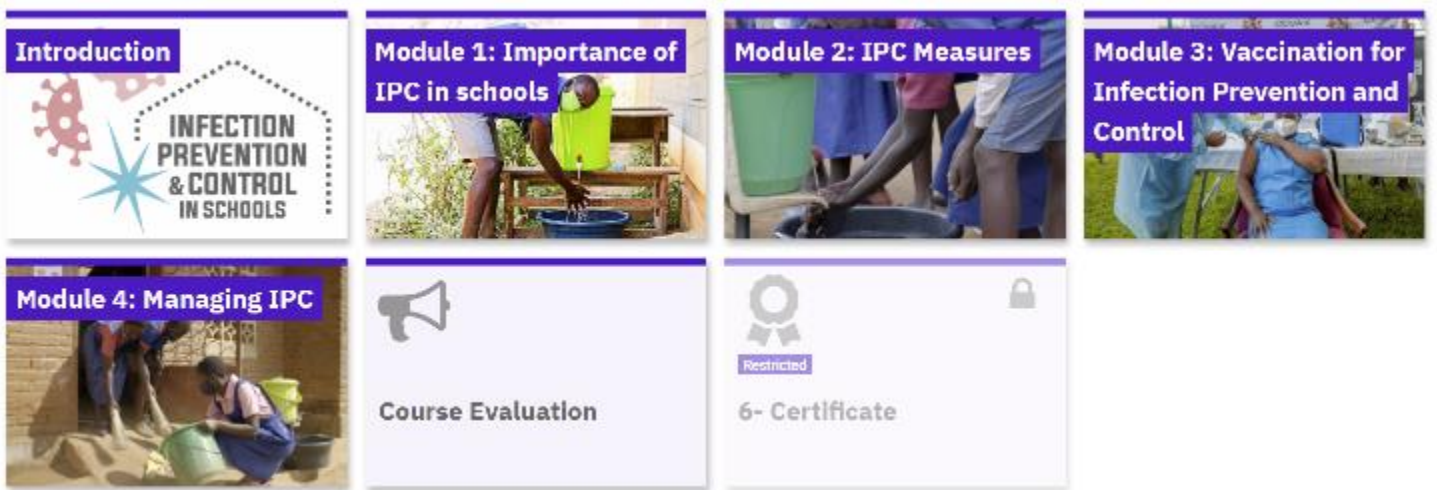 Introduction
INFECTION
PREVENTION
& CONTROL
IN SCHOOLS
Module 1: Importance of
IPC in schools
Module 2: IPC Measures
Module 3: Vaccination for
Infection Prevention and
Control
Module 4: Managing IPC
Course Evaluation
Restricted
6- Certificate